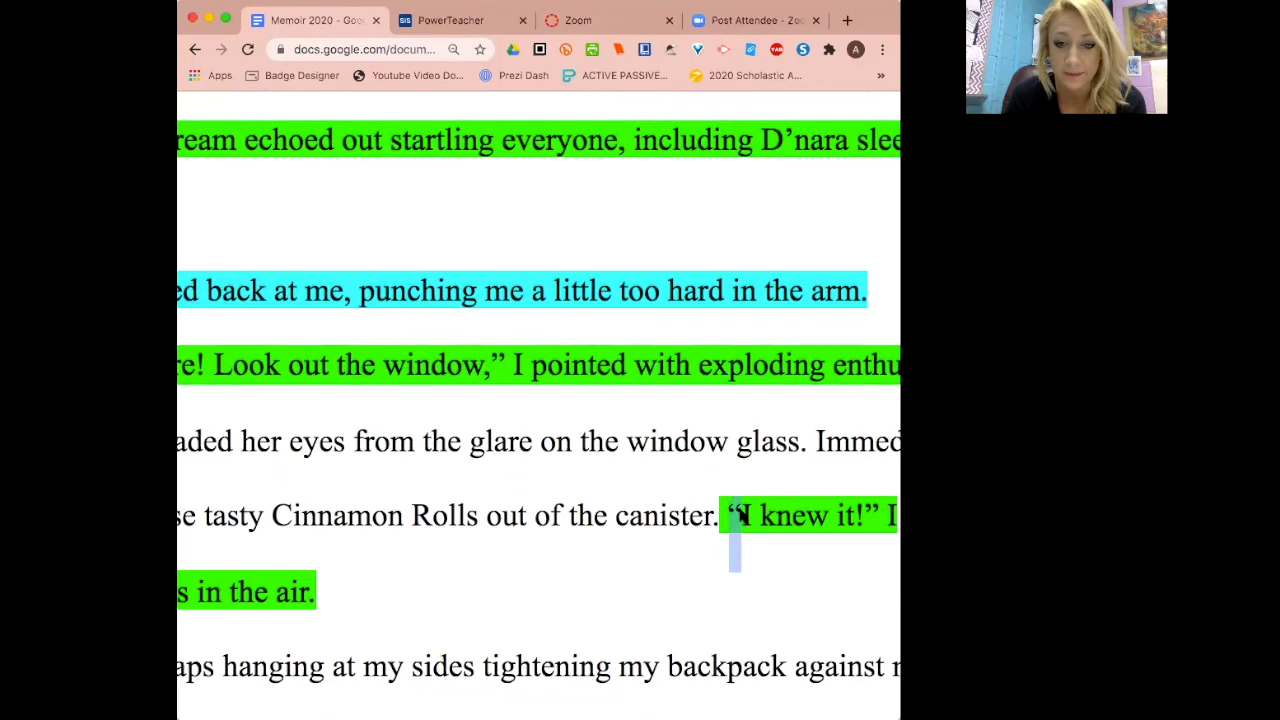 Memoir 2020 - Goo
PowerTeacher
Zoom
Post Attendee - Zoo
docs.google.com/docum...
A
Apps
Badge Designer
Youtube Video Do...
Prezi Dash
ACTIVE PASSIVE...
2020 Scholastic A...
ream echoed out startling everyone, including D’nara slee
ed back at me, punching me a little too hard in the arm.
re! Look out the window,” I pointed with exploding enthu
aded her eyes from the glare on the window glass. Immed
se tasty Cinnamon Rolls out of the canister. “I knew it!” I
s in the air.
aps hanging at my sides tightening my backpack against